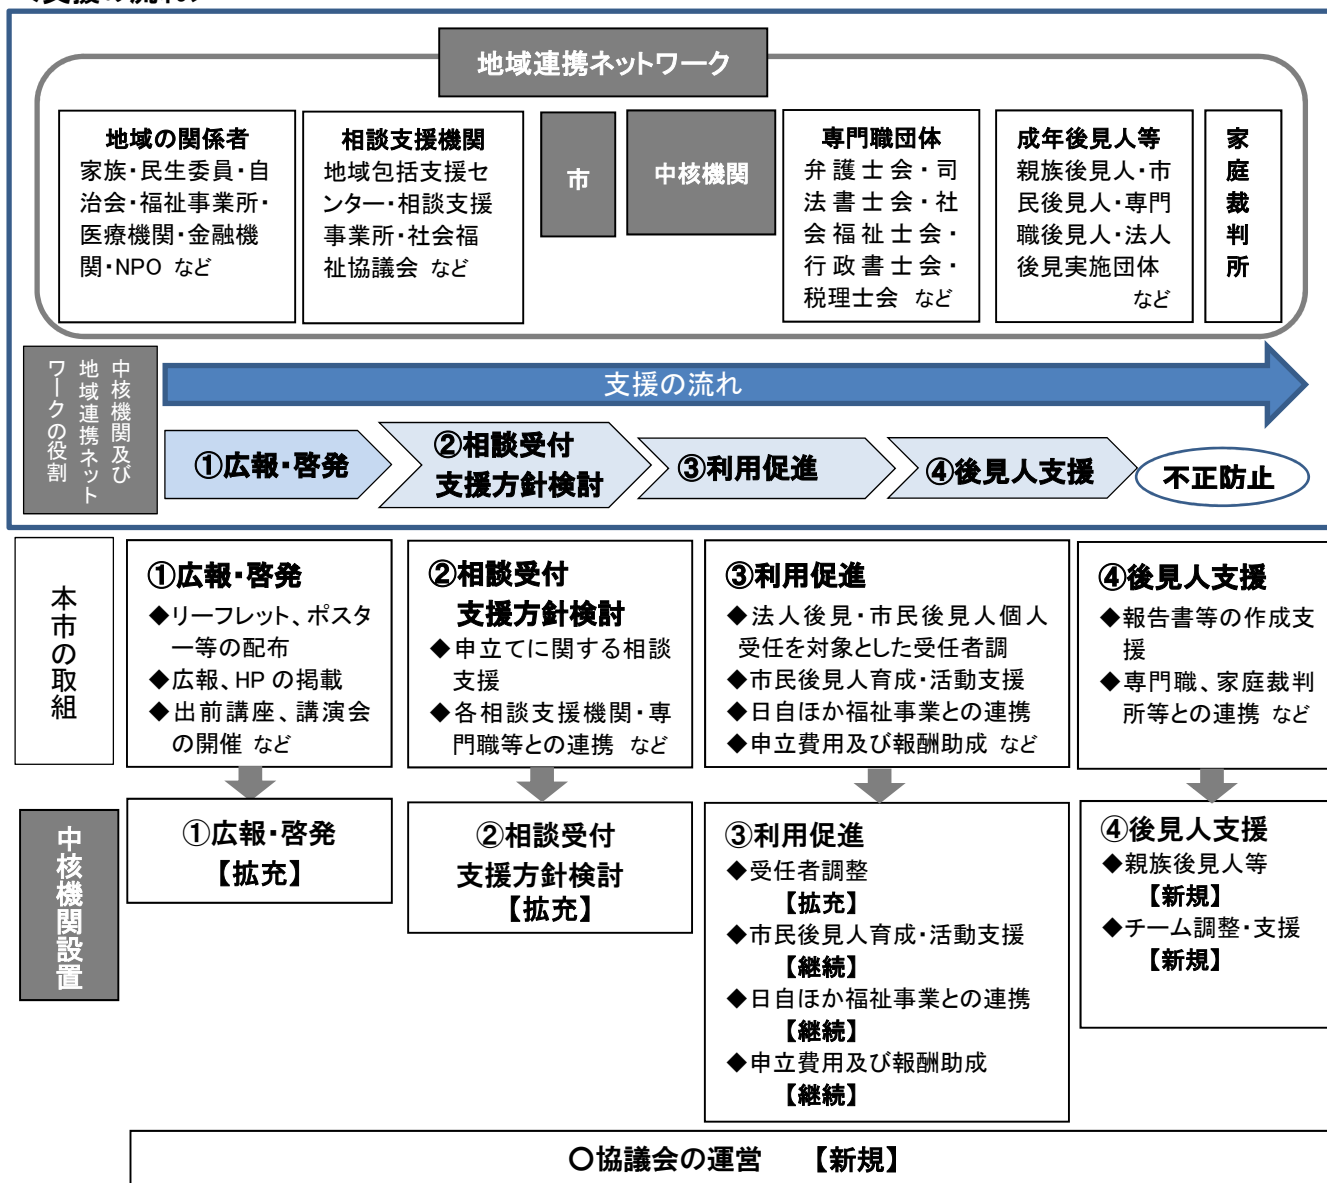 地域連携ネットワーク
地域の関係者
家族・民生委員・自
治会・福祉事業所・
医療機関・金融機
関・NPO など
相談支援機関
地域包括支援セ
ンター・相談支援
事業所・社会福
祉協議会 など
市
中核機関
専門職団体
弁護士会・司
法書士会・社
会福祉士会・
行政書士会・
税理士会 など
成年後見人等
親族後見人・市
民後見人・専門
職後見人・法人
後見実施団体
など
家庭裁判所
中核機関及び
地域連携ネット
ワークの役割
支援の流れ
①広報・啓発
②相談受付
支援方針検討
③利用促進
④後見人支援
不正防止
本市の取組
①広報・啓発
◆リーフレット、ポスタ
ー等の配布
◆広報、HP の掲載
◆出前講座、講演会
の開催 など
②相談受付
支援方針検討
◆申立てに関する相談
支援
◆各相談支援機関・専
門職等との連携 など
③利用促進
◆法人後見・市民後見人個人
受任を対象とした受任者調
◆市民後見人育成・活動支援
◆日自ほか福祉事業との連携
◆申立費用及び報酬助成 など
④後見人支援
◆報告書等の作成支
援
◆専門職、家庭裁判
所等との連携 など
中核機関設置
①広報・啓発
【拡充】
②相談受付
支援方針検討
【拡充】
③利用促進
◆受任者調整
【拡充】
◆市民後見人育成・活動支援
【継続】
◆日自ほか福祉事業との連携
【継続】
◆申立費用及び報酬助成
【継続】
④後見人支援
◆親族後見人等
【新規】
◆チーム調整・支援
【新規】
〇協議会の運営 【新規】